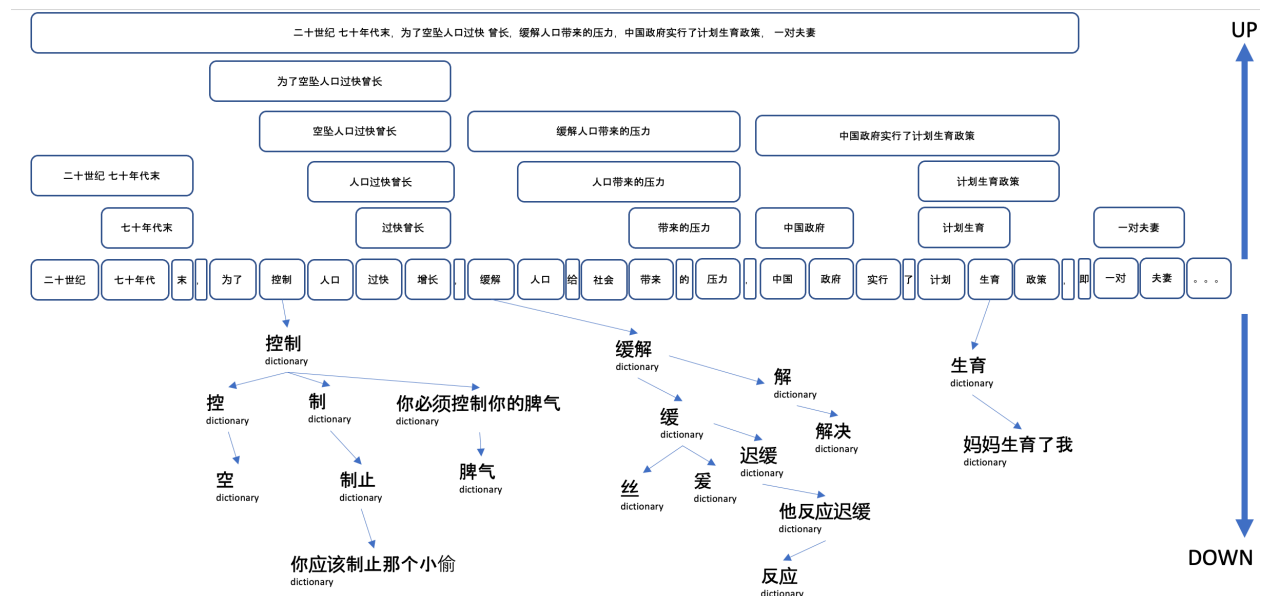 二十世纪 七十年代末，为了空坠人口过快 曾长，缓解人口带来的压力，中国政府实行了计划生育政策， 一对夫妻
UP
为了空坠人口过快曾长
空坠人口过快曾长
缓解人口带来的压力
中国政府实行了计划生育政策
二十世纪 七十年代末
人口过快曾长
人口带来的压力
计划生育政策
七十年代末
过快曾长
带来的压力
中国政府
计划生育
一对夫妻
二十世纪 七十年代 末 , 为了 控制 人口 过快 增长 , 缓解 人口 给 社会 带来 的 压力 , 中国 政府 实行 了 计划 生育 政策 , 即 一对 夫妻 。。。
控制
dictionary
缓解
dictionary
生育
dictionary
控
dictionary
制
dictionary
你必须控制你的脾气
dictionary
解
dictionary
缓
dictionary
解决
dictionary
妈妈生育了我
dictionary
空
dictionary
制止
dictionary
脾气
dictionary
迟缓
dictionary
丝
dictionary
爰
dictionary
他反应迟缓
dictionary
你应该制止那个小偷
dictionary
反应
dictionary
DOWN